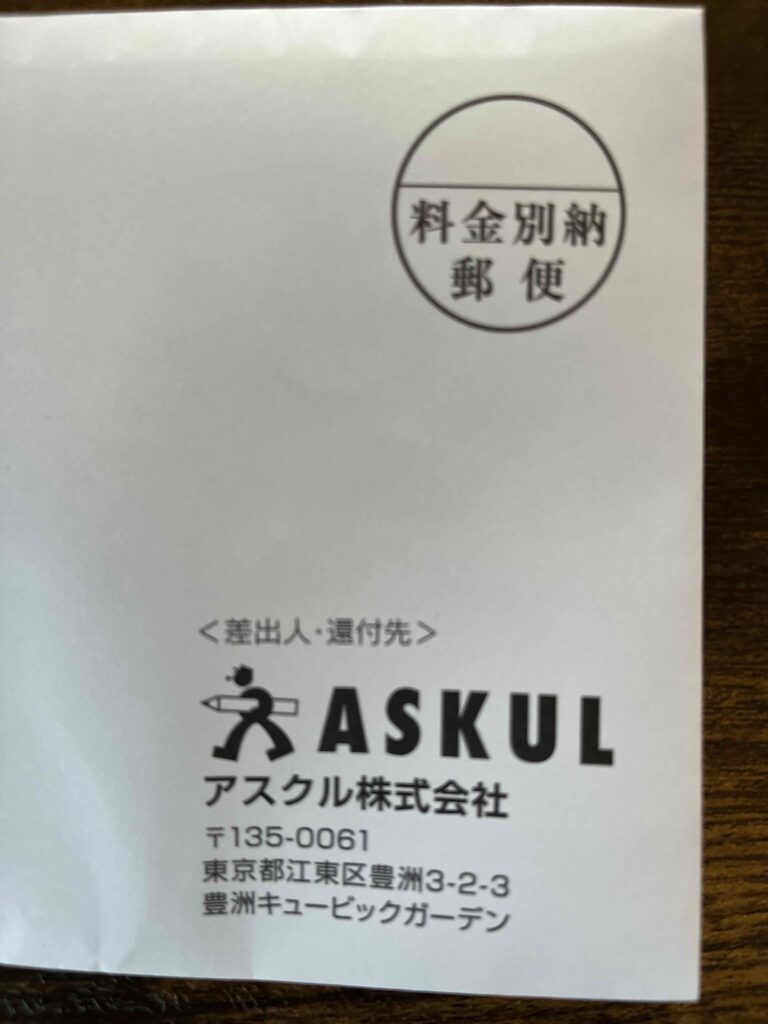 料金別納
郵便
＜差出人・還付先＞
ASKUL
アスクル株式会社
〒135-0061
東京都江東区豊洲3-2-3
豊洲キュービックガーデン